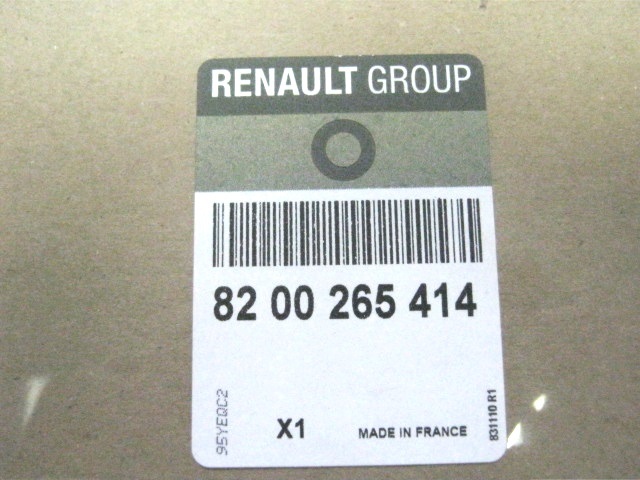 RENAULT GROUP
82 00 265 414
95YEQC2
X1
MADE IN FRANCE
831110 R1